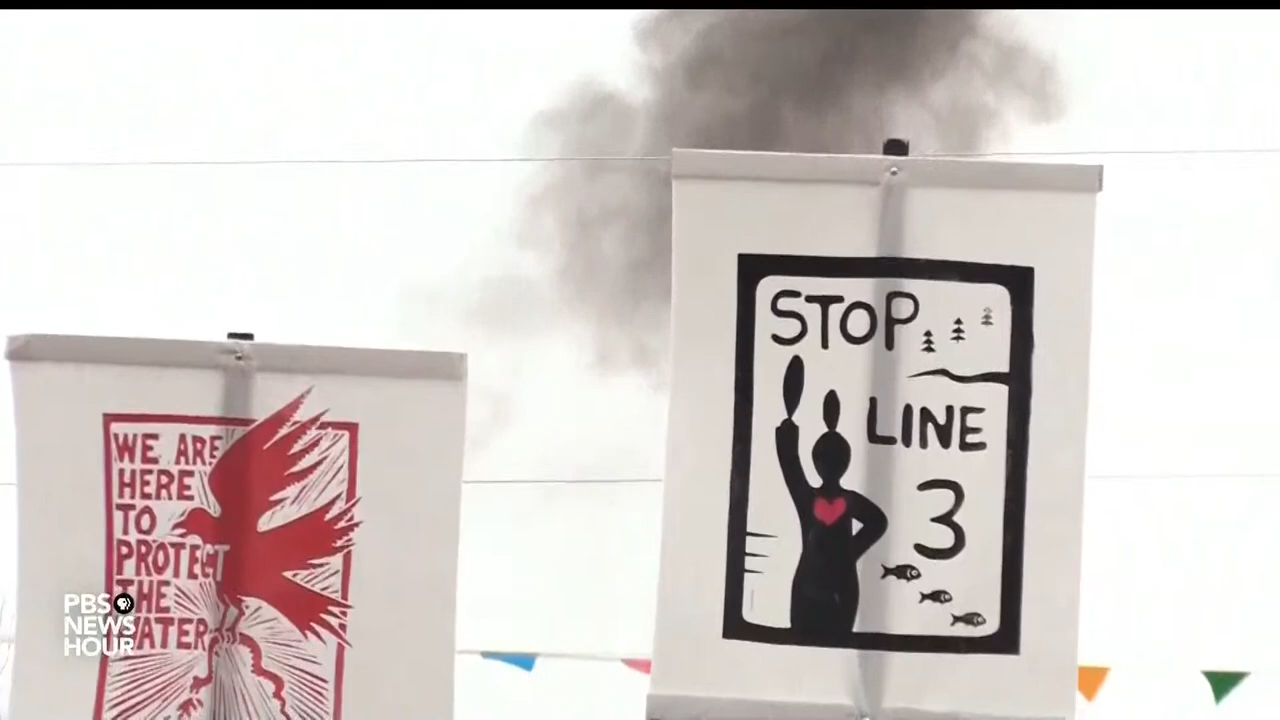 STOP
LINE
3
WE ARE
HERE
TO
PROTECT
THE
WATER
PBS
NEWS
HOUR